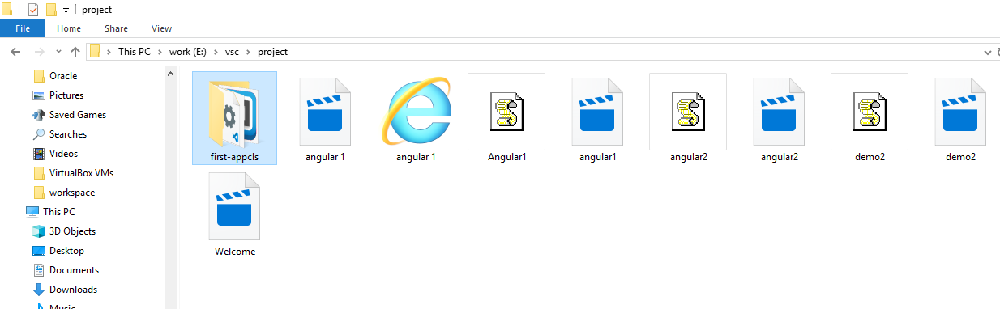 project
File Home Share View
This PC work (E:) vsc project
Oracle
Pictures
Saved Games
Searches
Videos
VirtualBox VMs
workspace
This PC
3D Objects
Desktop
Documents
Downloads
Music
first-appcls angular 1 angular 1 Angular1 angular1 angular2 angular2 demo2 demo2
Welcome